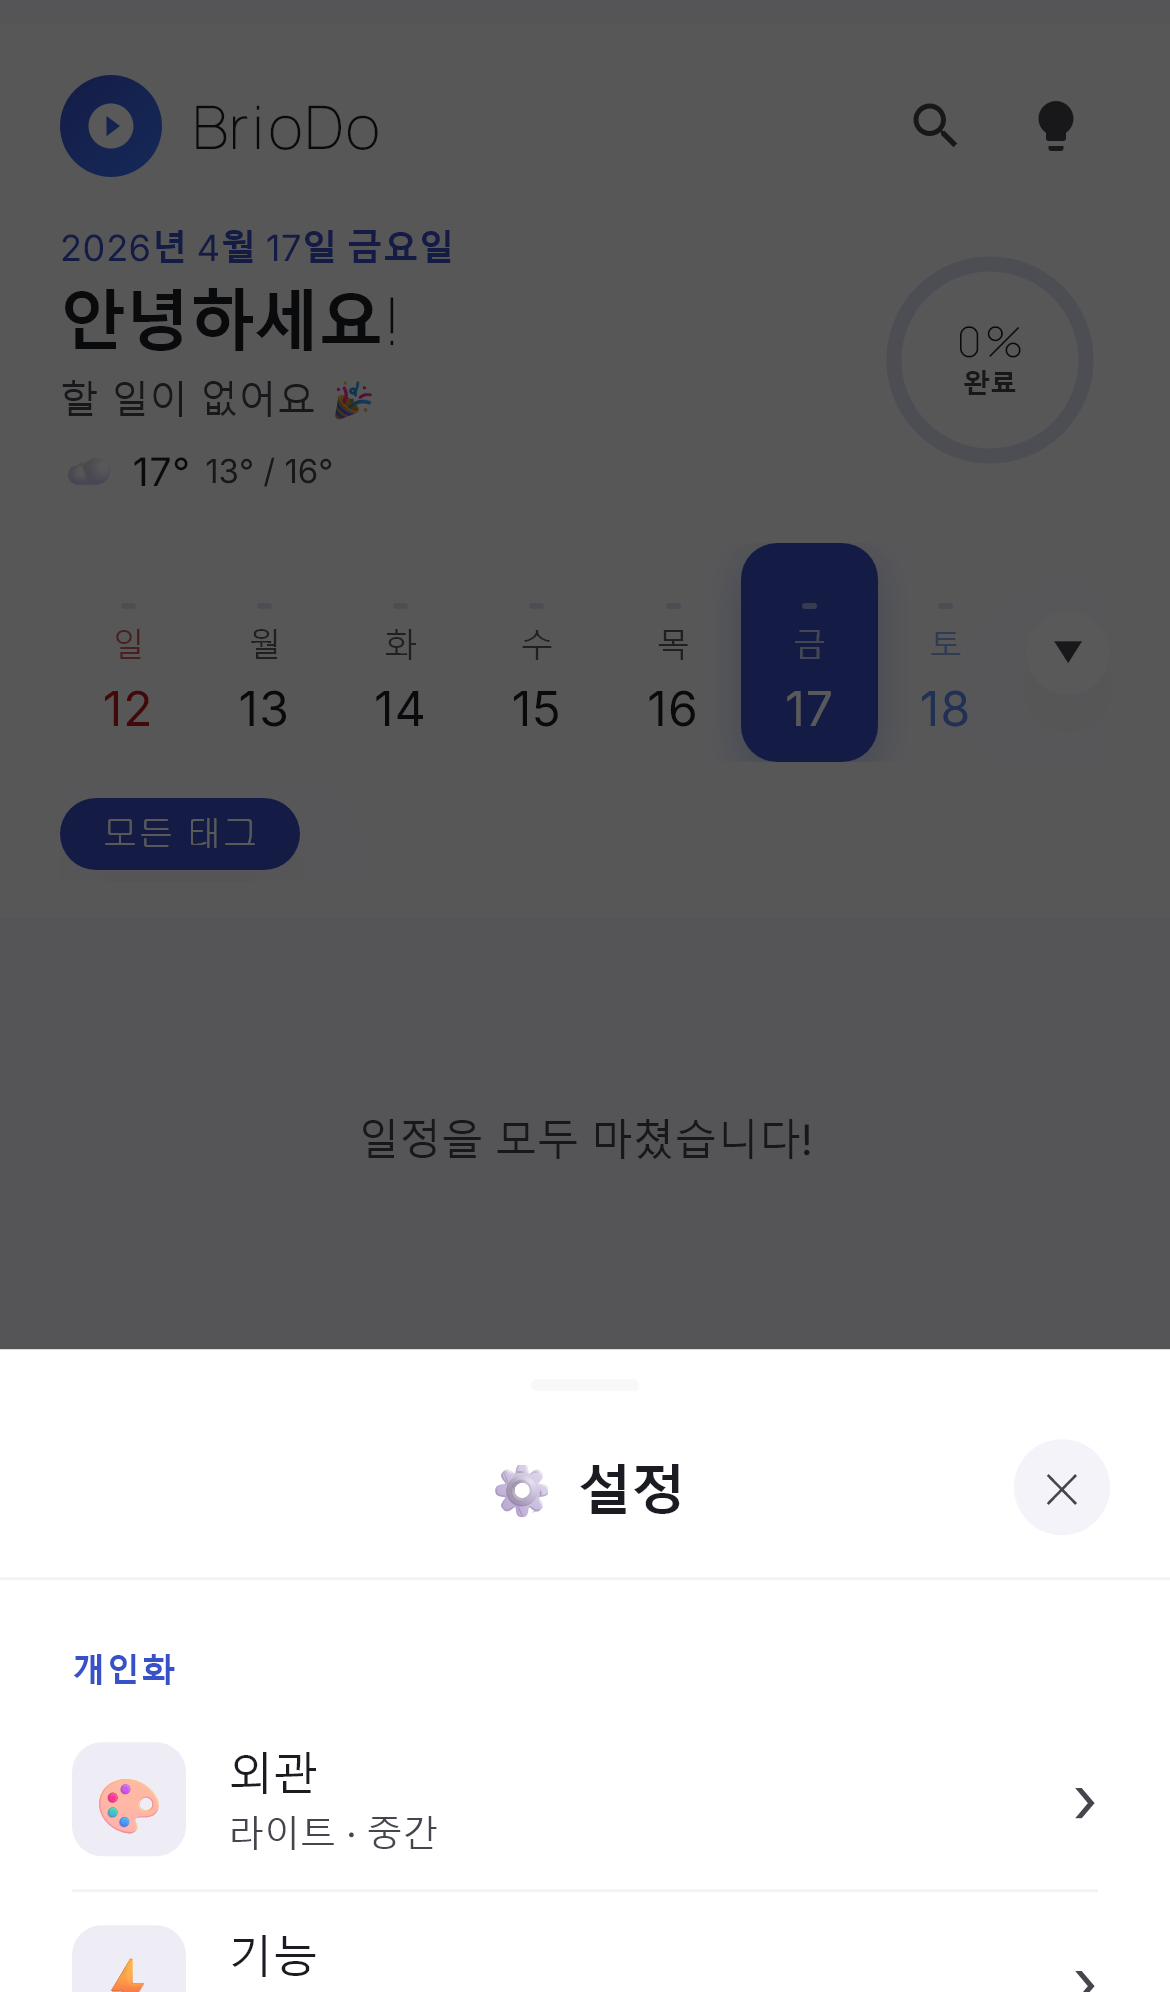 BrioDo
2026년 4월 17일 금요일
안녕하세요!
할 일이 없어요 🎉
0%
완료
17° 13° / 16°
일 월 화 수 목 금 토
12 13 14 15 16 17 18
모든 태그
일정을 모두 마쳤습니다!
⚙️ 설정
개인화
외관
라이트 · 중간
기능